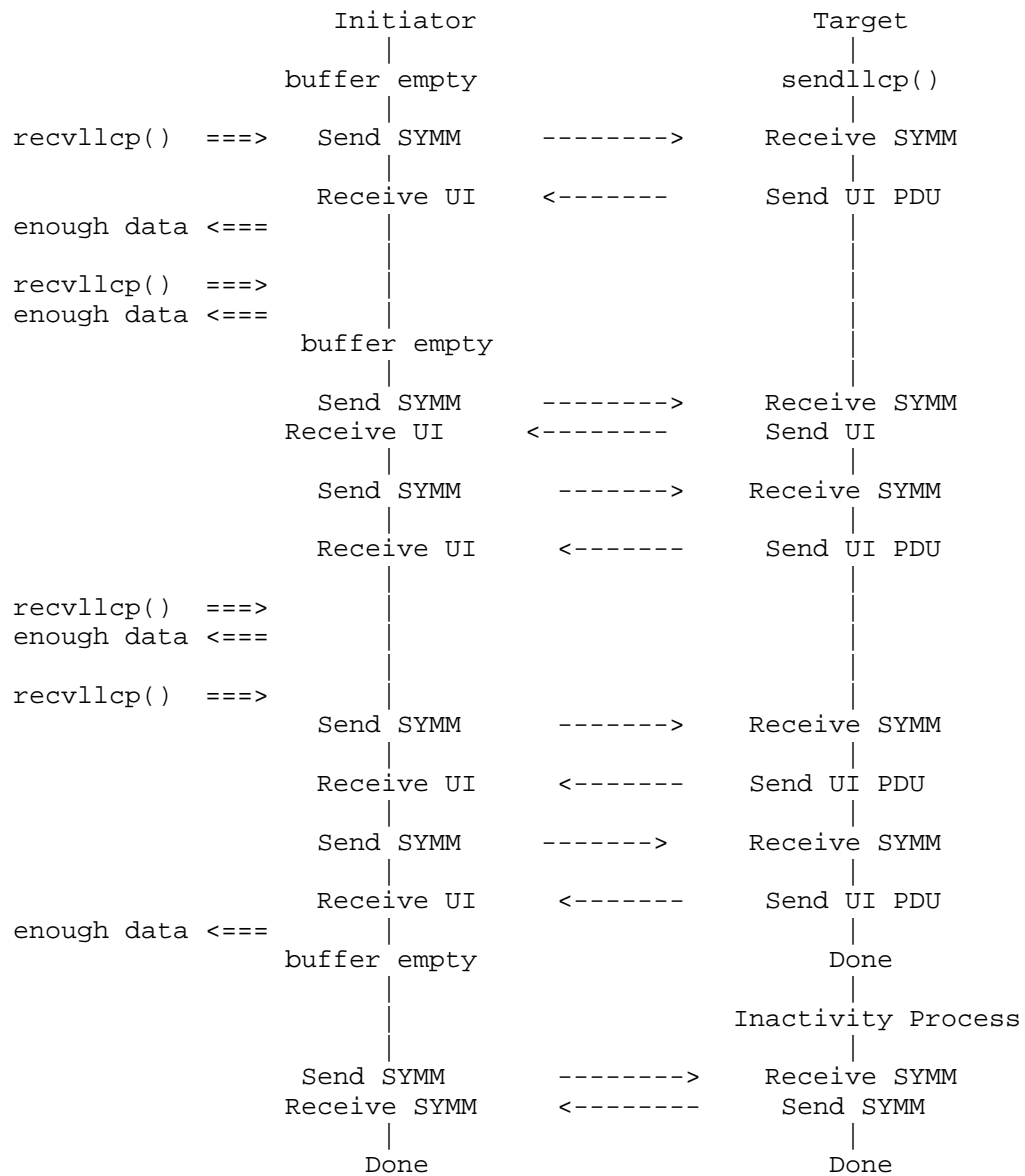 Initiator Target
| |
buffer empty sendllcp()
| |
recvllcp() ===> Send SYMM --------> Receive SYMM
| |
Receive UI <------- Send UI PDU
enough data <=== | |
| |
recvllcp() ===> | |
enough data <=== | |
buffer empty |
| |
Send SYMM --------> Receive SYMM
Receive UI <-------- Send UI
| |
Send SYMM -------> Receive SYMM
| |
Receive UI <------- Send UI PDU
| |
recvllcp() ===> | |
enough data <=== | |
| |
recvllcp() ===> | |
Send SYMM -------> Receive SYMM
| |
Receive UI <------- Send UI PDU
| |
Send SYMM -------> Receive SYMM
| |
Receive UI <------- Send UI PDU
enough data <=== | |
buffer empty Done
| |
| Inactivity Process
| |
Send SYMM --------> Receive SYMM
Receive SYMM <-------- Send SYMM
| |
Done Done